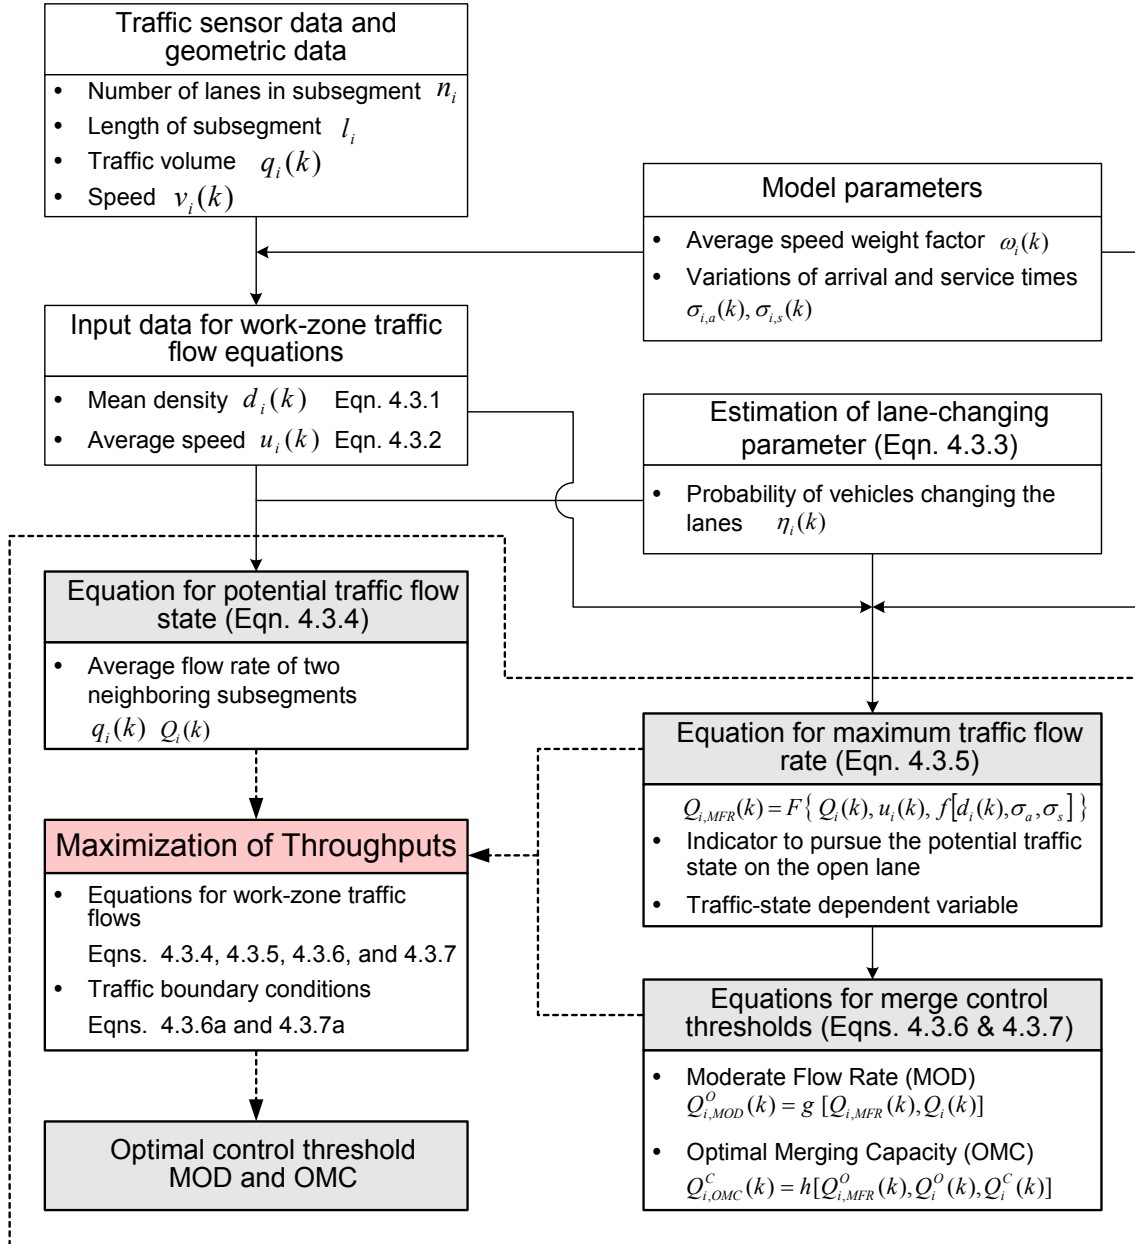 Traffic sensor data and
geometric data
• Number of lanes in subsegment n_i
• Length of subsegment l_i
• Traffic volume q_i(k)
• Speed v_i(k)
Model parameters
• Average speed weight factor ω_i(k)
• Variations of arrival and service times
σ_{i,a}(k), σ_{i,s}(k)
Input data for work-zone traffic
flow equations
• Mean density d_i(k) Eqn. 4.3.1
• Average speed u_i(k) Eqn. 4.3.2
Estimation of lane-changing
parameter (Eqn. 4.3.3)
• Probability of vehicles changing the
lanes η_i(k)
Equation for potential traffic flow
state (Eqn. 4.3.4)
• Average flow rate of two
neighboring subsegments
q_i(k) Q_i(k)
Equation for maximum traffic flow
rate (Eqn. 4.3.5)
Q_{i,MFR}(k) = F{ Q_i(k), u_i(k), f[d_i(k), σ_a, σ_s] }
• Indicator to pursue the potential traffic
state on the open lane
• Traffic-state dependent variable
Maximization of Throughputs
• Equations for work-zone traffic
flows
Eqns. 4.3.4, 4.3.5, 4.3.6, and 4.3.7
• Traffic boundary conditions
Eqns. 4.3.6a and 4.3.7a
Equations for merge control
thresholds (Eqns. 4.3.6 & 4.3.7)
• Moderate Flow Rate (MOD)
Q^O_{i,MOD}(k) = g [Q_{i,MFR}(k), Q_i(k)]
• Optimal Merging Capacity (OMC)
Q^C_{i,OMC}(k) = h[Q^O_{i,MFR}(k), Q^O_i(k), Q^C_i(k)]
Optimal control threshold
MOD and OMC